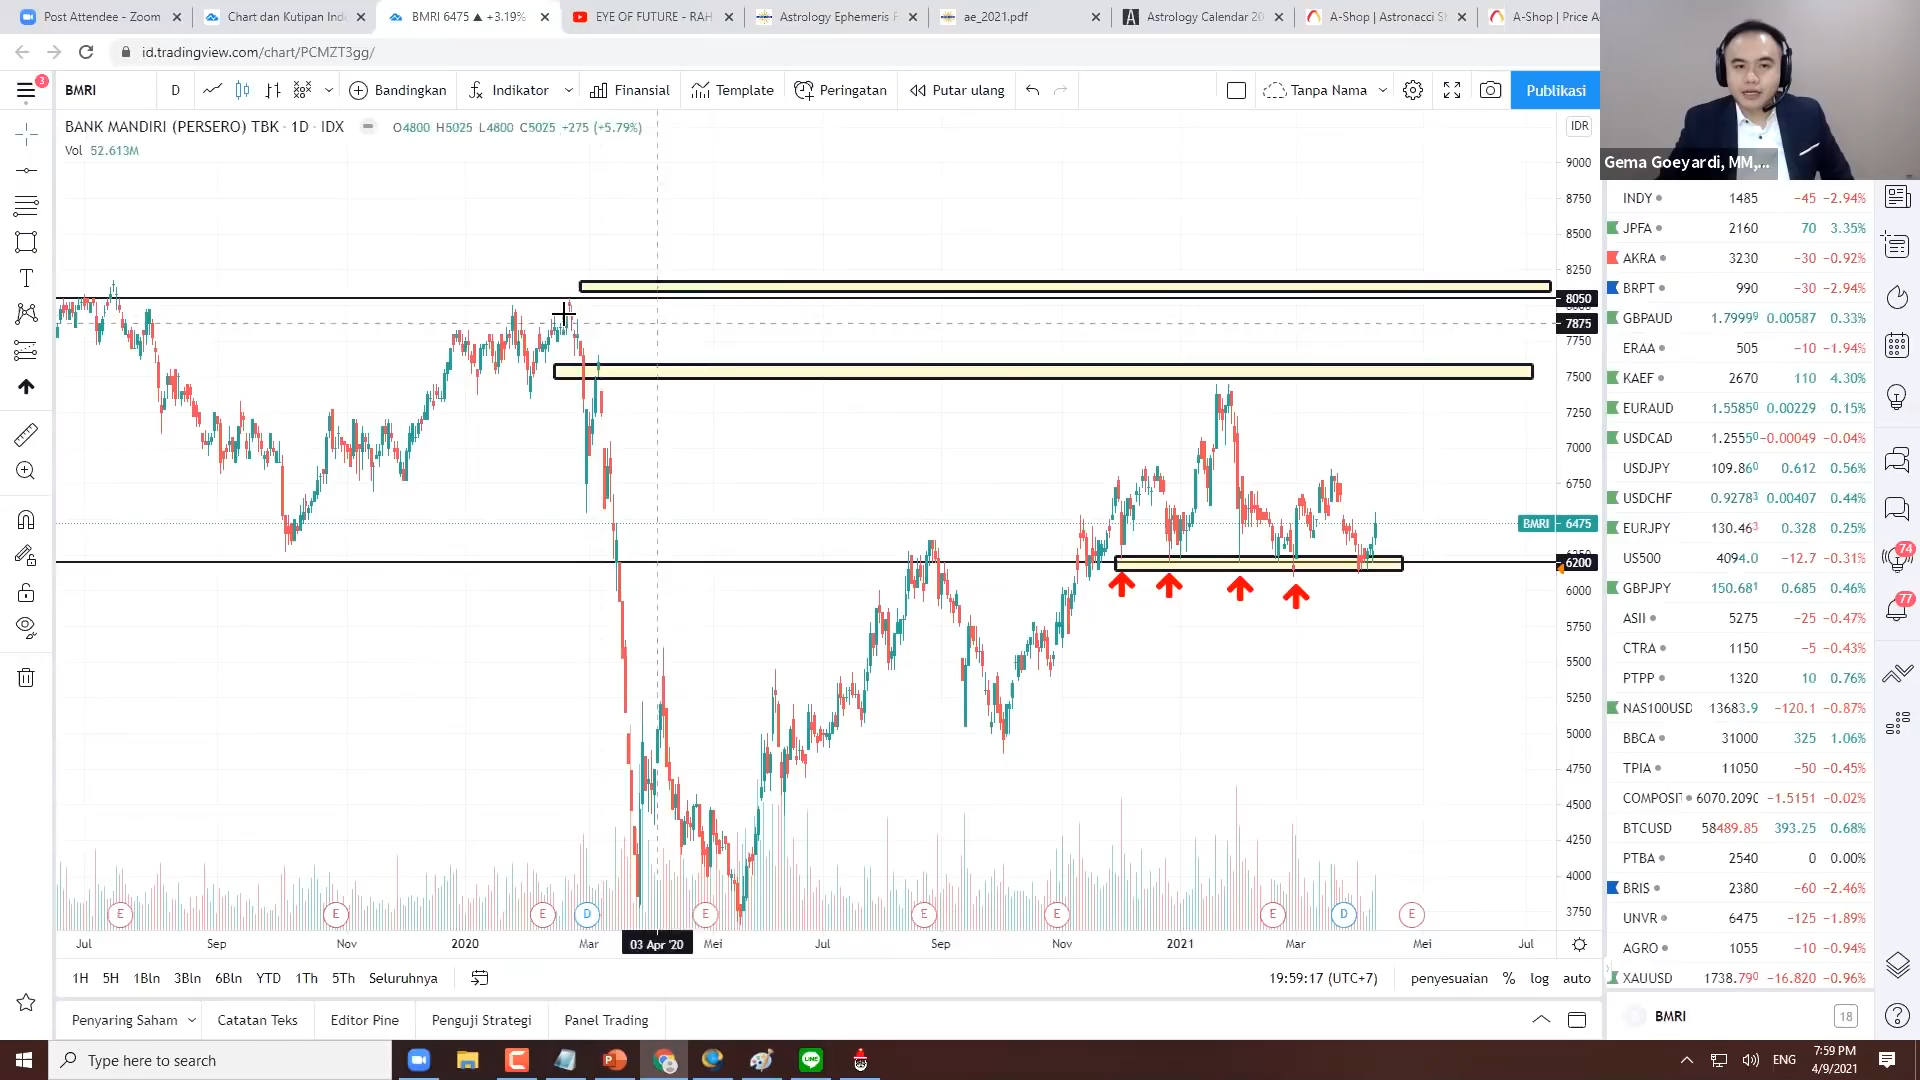 Post Attendee - Zoom
Chart dan Kutipan Ind
BMRI 6475 ▲ +3.19%
EYE OF FUTURE - RAH
Astrology Ephemeris F
ae_2021.pdf
Astrology Calendar 20
A-Shop | Astronacci S
A-Shop | Price A
id.tradingview.com/chart/PCMZT3gg/
3
BMRI
D
Bandingkan
Indikator
Finansial
Template
Peringatan
Putar ulang
Tanpa Nama
Publikasi
BANK MANDIRI (PERSERO) TBK · 1D · IDX
O4800 H5025 L4800 C5025 +275 (+5.79%)
Vol 52.613M
IDR
9000
8750
8500
8250
8050
7875
7750
7500
7250
7000
6750
BMRI 6475
6200
6000
5750
5500
5250
5000
4750
4500
4250
4000
3750
E
E
E
D
E
E
E
E
D
E
Jul
Sep
Nov
2020
Mar
03 Apr '20
Mei
Jul
Sep
Nov
2021
Mar
Mei
Jul
1H
5H
1Bln
3Bln
6Bln
YTD
1Th
5Th
Seluruhnya
19:59:17 (UTC+7)
penyesuaian
%
log
auto
Penyaring Saham
Catatan Teks
Editor Pine
Penguji Strategi
Panel Trading
Gema Goeyardi, MM,...
INDY 1485 −45 −2.94%
JPFA 2160 70 3.35%
AKRA 3230 −30 −0.92%
BRPT 990 −30 −2.94%
GBPAUD 1.79999 0.00587 0.33%
ERAA 505 −10 −1.94%
KAEF 2670 110 4.30%
EURAUD 1.55850 0.00229 0.15%
USDCAD 1.25550 −0.00049 −0.04%
USDJPY 109.860 0.612 0.56%
USDCHF 0.92783 0.00407 0.44%
EURJPY 130.463 0.328 0.25%
US500 4094.0 −12.7 −0.31%
GBPJPY 150.681 0.685 0.46%
ASII 5275 −25 −0.47%
CTRA 1150 −5 −0.43%
PTPP 1320 10 0.76%
NAS100USD 13683.9 −120.1 −0.87%
BBCA 31000 325 1.06%
TPIA 11050 −50 −0.45%
COMPOSIT 6070.2090 −1.5151 −0.02%
BTCUSD 58489.85 393.25 0.68%
PTBA 2540 0 0.00%
BRIS 2380 −60 −2.46%
UNVR 6475 −125 −1.89%
AGRO 1055 −10 −0.94%
XAUUSD 1738.790 −16.820 −0.96%
BMRI
18
74
77
Type here to search
LINE
ENG
7:59 PM
4/9/2021